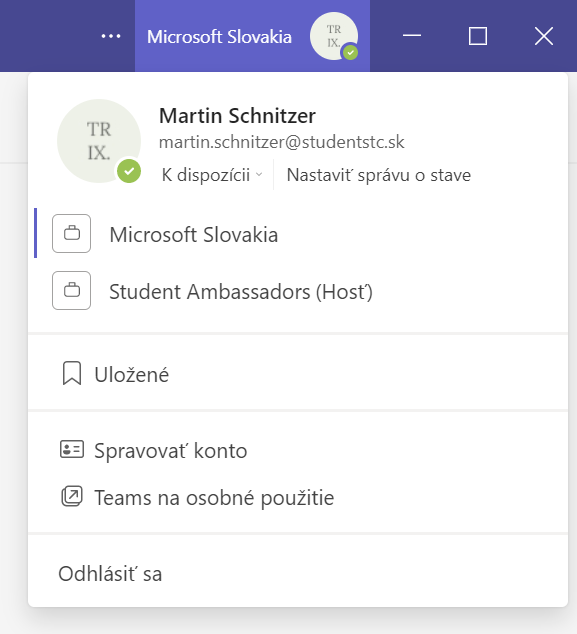 Microsoft Slovakia
TR
IX.
TR
IX.
Martin Schnitzer
martin.schnitzer@studentstc.sk
K dispozícii
Nastaviť správu o stave
Microsoft Slovakia
Student Ambassadors (Hosť)
Uložené
Spravovať konto
Teams na osobné použitie
Odhlásiť sa